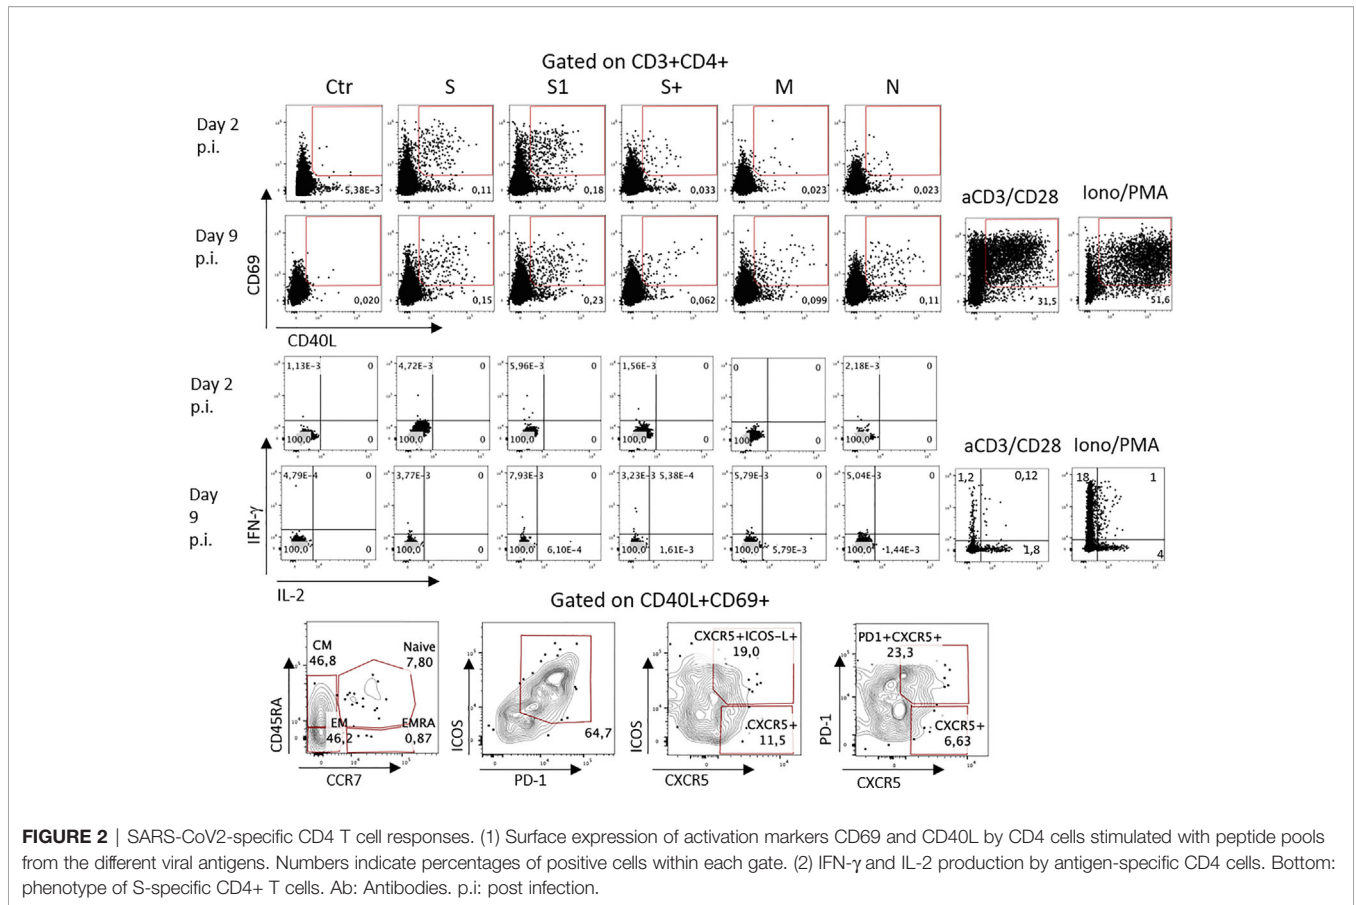 Gated on CD3+CD4+
Ctr S S1 S+ M N
Day 2
p.i.
5,38E-3 0,11 0,18 0,033 0,023 0,023
aCD3/CD28 Iono/PMA
Day 9
p.i.
CD69
0,020 0,15 0,23 0,062 0,099 0,11 31,5 51,6
CD40L
1,13E-3 0 4,72E-3 0 5,96E-3 0 1,56E-3 0 0 0 2,18E-3 0
Day 2
p.i.
100,0 0 100,0 0 100,0 0 100,0 0 100 0 100,0 0
aCD3/CD28 Iono/PMA
4,79E-4 0 3,77E-3 0 7,93E-3 0 3,23E-3 5,38E-4 5,79E-3 0 5,04E-3 0 1,2 0,12 18 1
Day
9
p.i.
IFN-γ
100,0 0 100,0 0 100,0 6,10E-4 100,0 1,61E-3 100,0 5,79E-3 100,0 1,44E-3 1,8 4
IL-2
Gated on CD40L+CD69+
CM Naive
46,8 7,80
EM EMRA
46,2 0,87
CD45RA
CCR7
64,7
ICOS
PD-1
CXCR5+ICOS-L+
19,0
CXCR5+
11,5
ICOS
CXCR5
PD1+CXCR5+
23,3
CXCR5+
6,63
PD-1
CXCR5
FIGURE 2 | SARS-CoV2-specific CD4 T cell responses. (1) Surface expression of activation markers CD69 and CD40L by CD4 cells stimulated with peptide pools
from the different viral antigens. Numbers indicate percentages of positive cells within each gate. (2) IFN-γ and IL-2 production by antigen-specific CD4 cells. Bottom:
phenotype of S-specific CD4+ T cells. Ab: Antibodies. p.i: post infection.